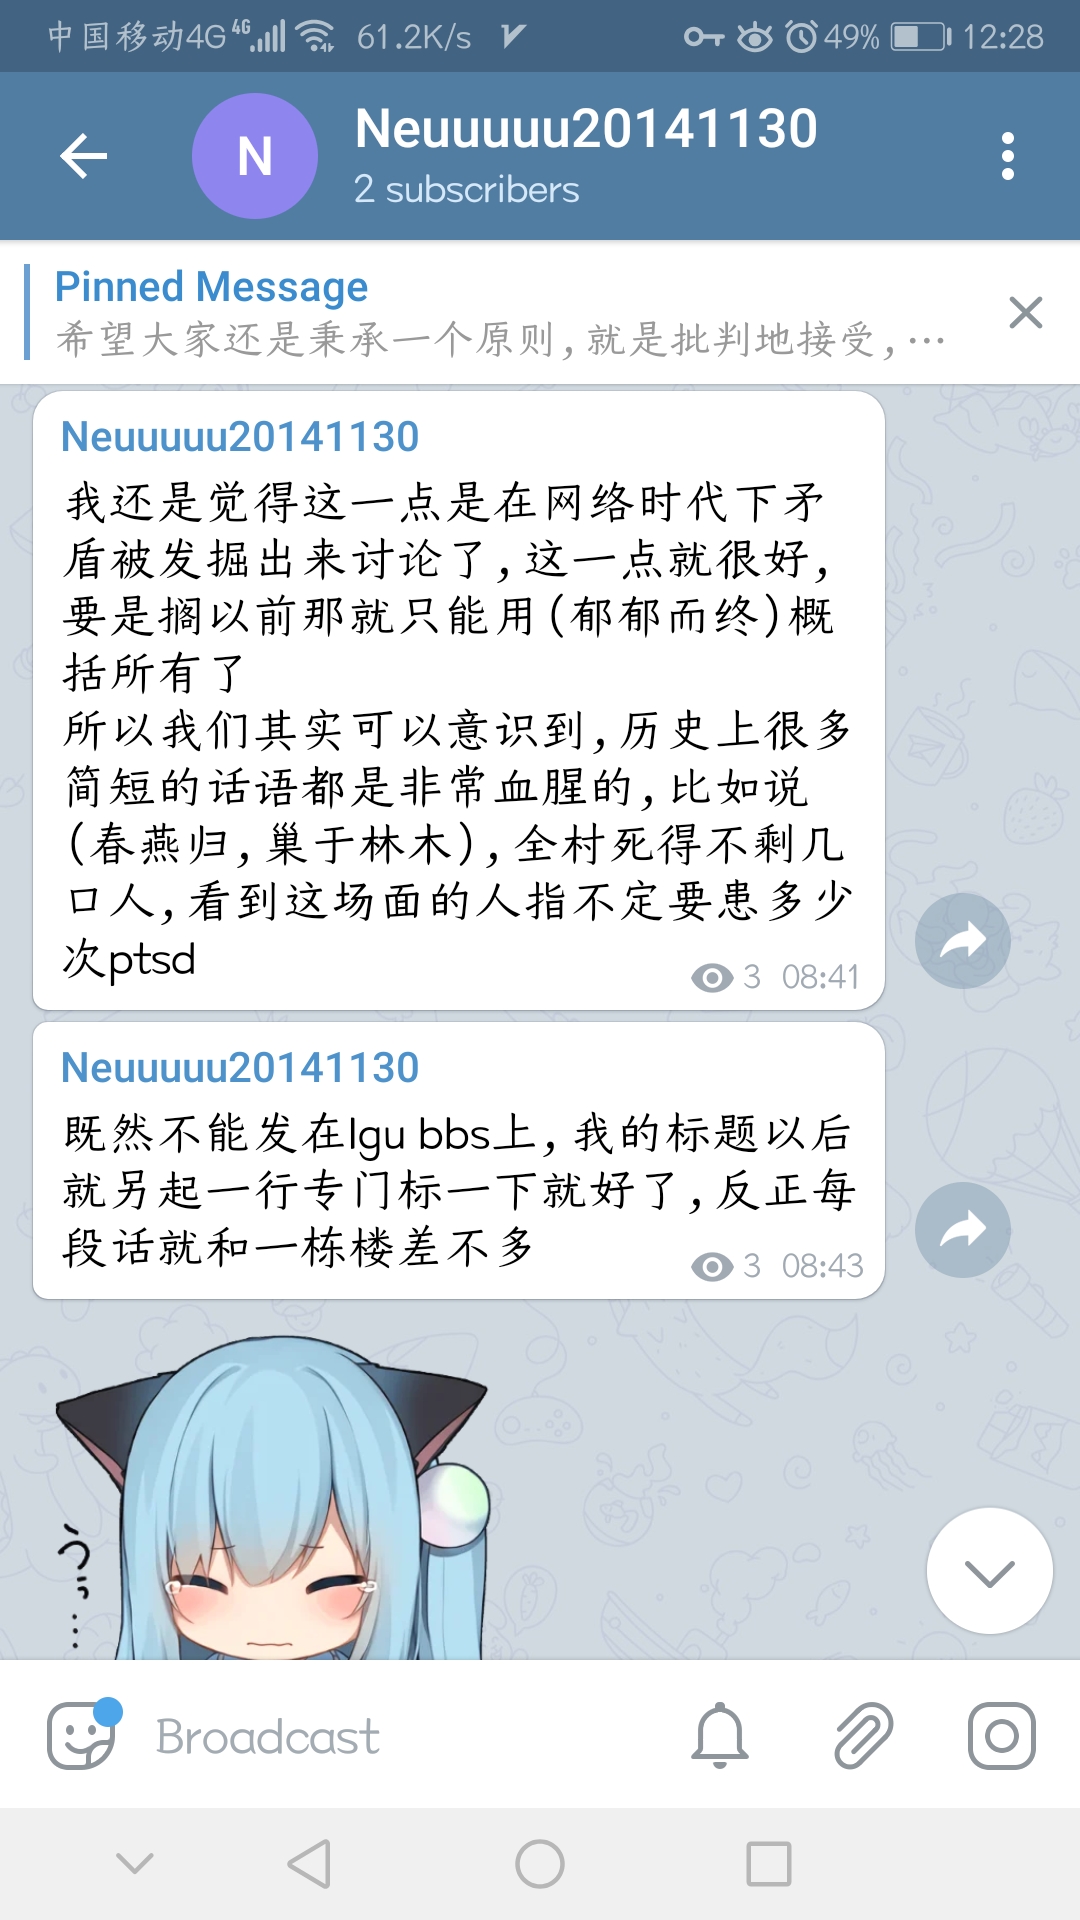 中国移动4G 4G 61.2K/s 49% 12:28
N
Neuuuuu20141130
2 subscribers
Pinned Message
希望大家还是秉承一个原则,就是批判地接受,…
Neuuuuu20141130
我还是觉得这一点是在网络时代下矛
盾被发掘出来讨论了,这一点就很好,
要是搁以前那就只能用(郁郁而终)概
括所有了
所以我们其实可以意识到,历史上很多
简短的话语都是非常血腥的,比如说
(春燕归,巢于林木),全村死得不剩几
口人,看到这场面的人指不定要患多少
次ptsd
3 08:41
Neuuuuu20141130
既然不能发在lgu bbs上,我的标题以后
就另起一行专门标一下就好了,反正每
段话就和一栋楼差不多
3 08:43
うぅ…
Broadcast